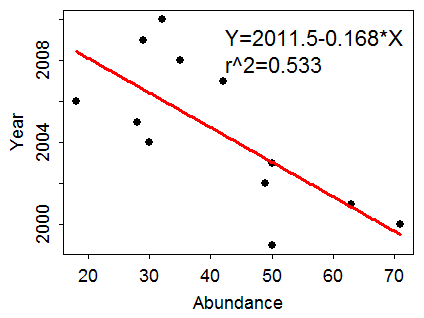 Y=2011.5-0.168*X
r^2=0.533
2008
2004
2000
Year
20 30 40 50 60 70
Abundance